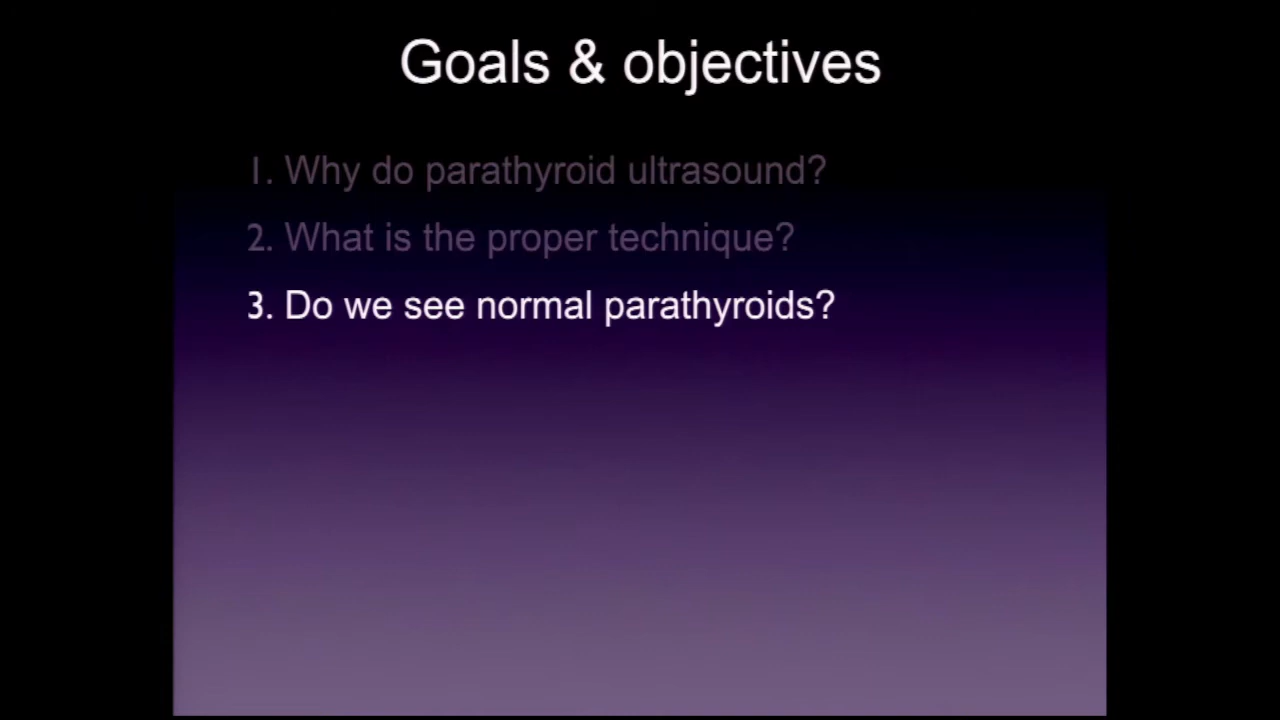 Goals & objectives
1. Why do parathyroid ultrasound?
2. What is the proper technique?
3. Do we see normal parathyroids?